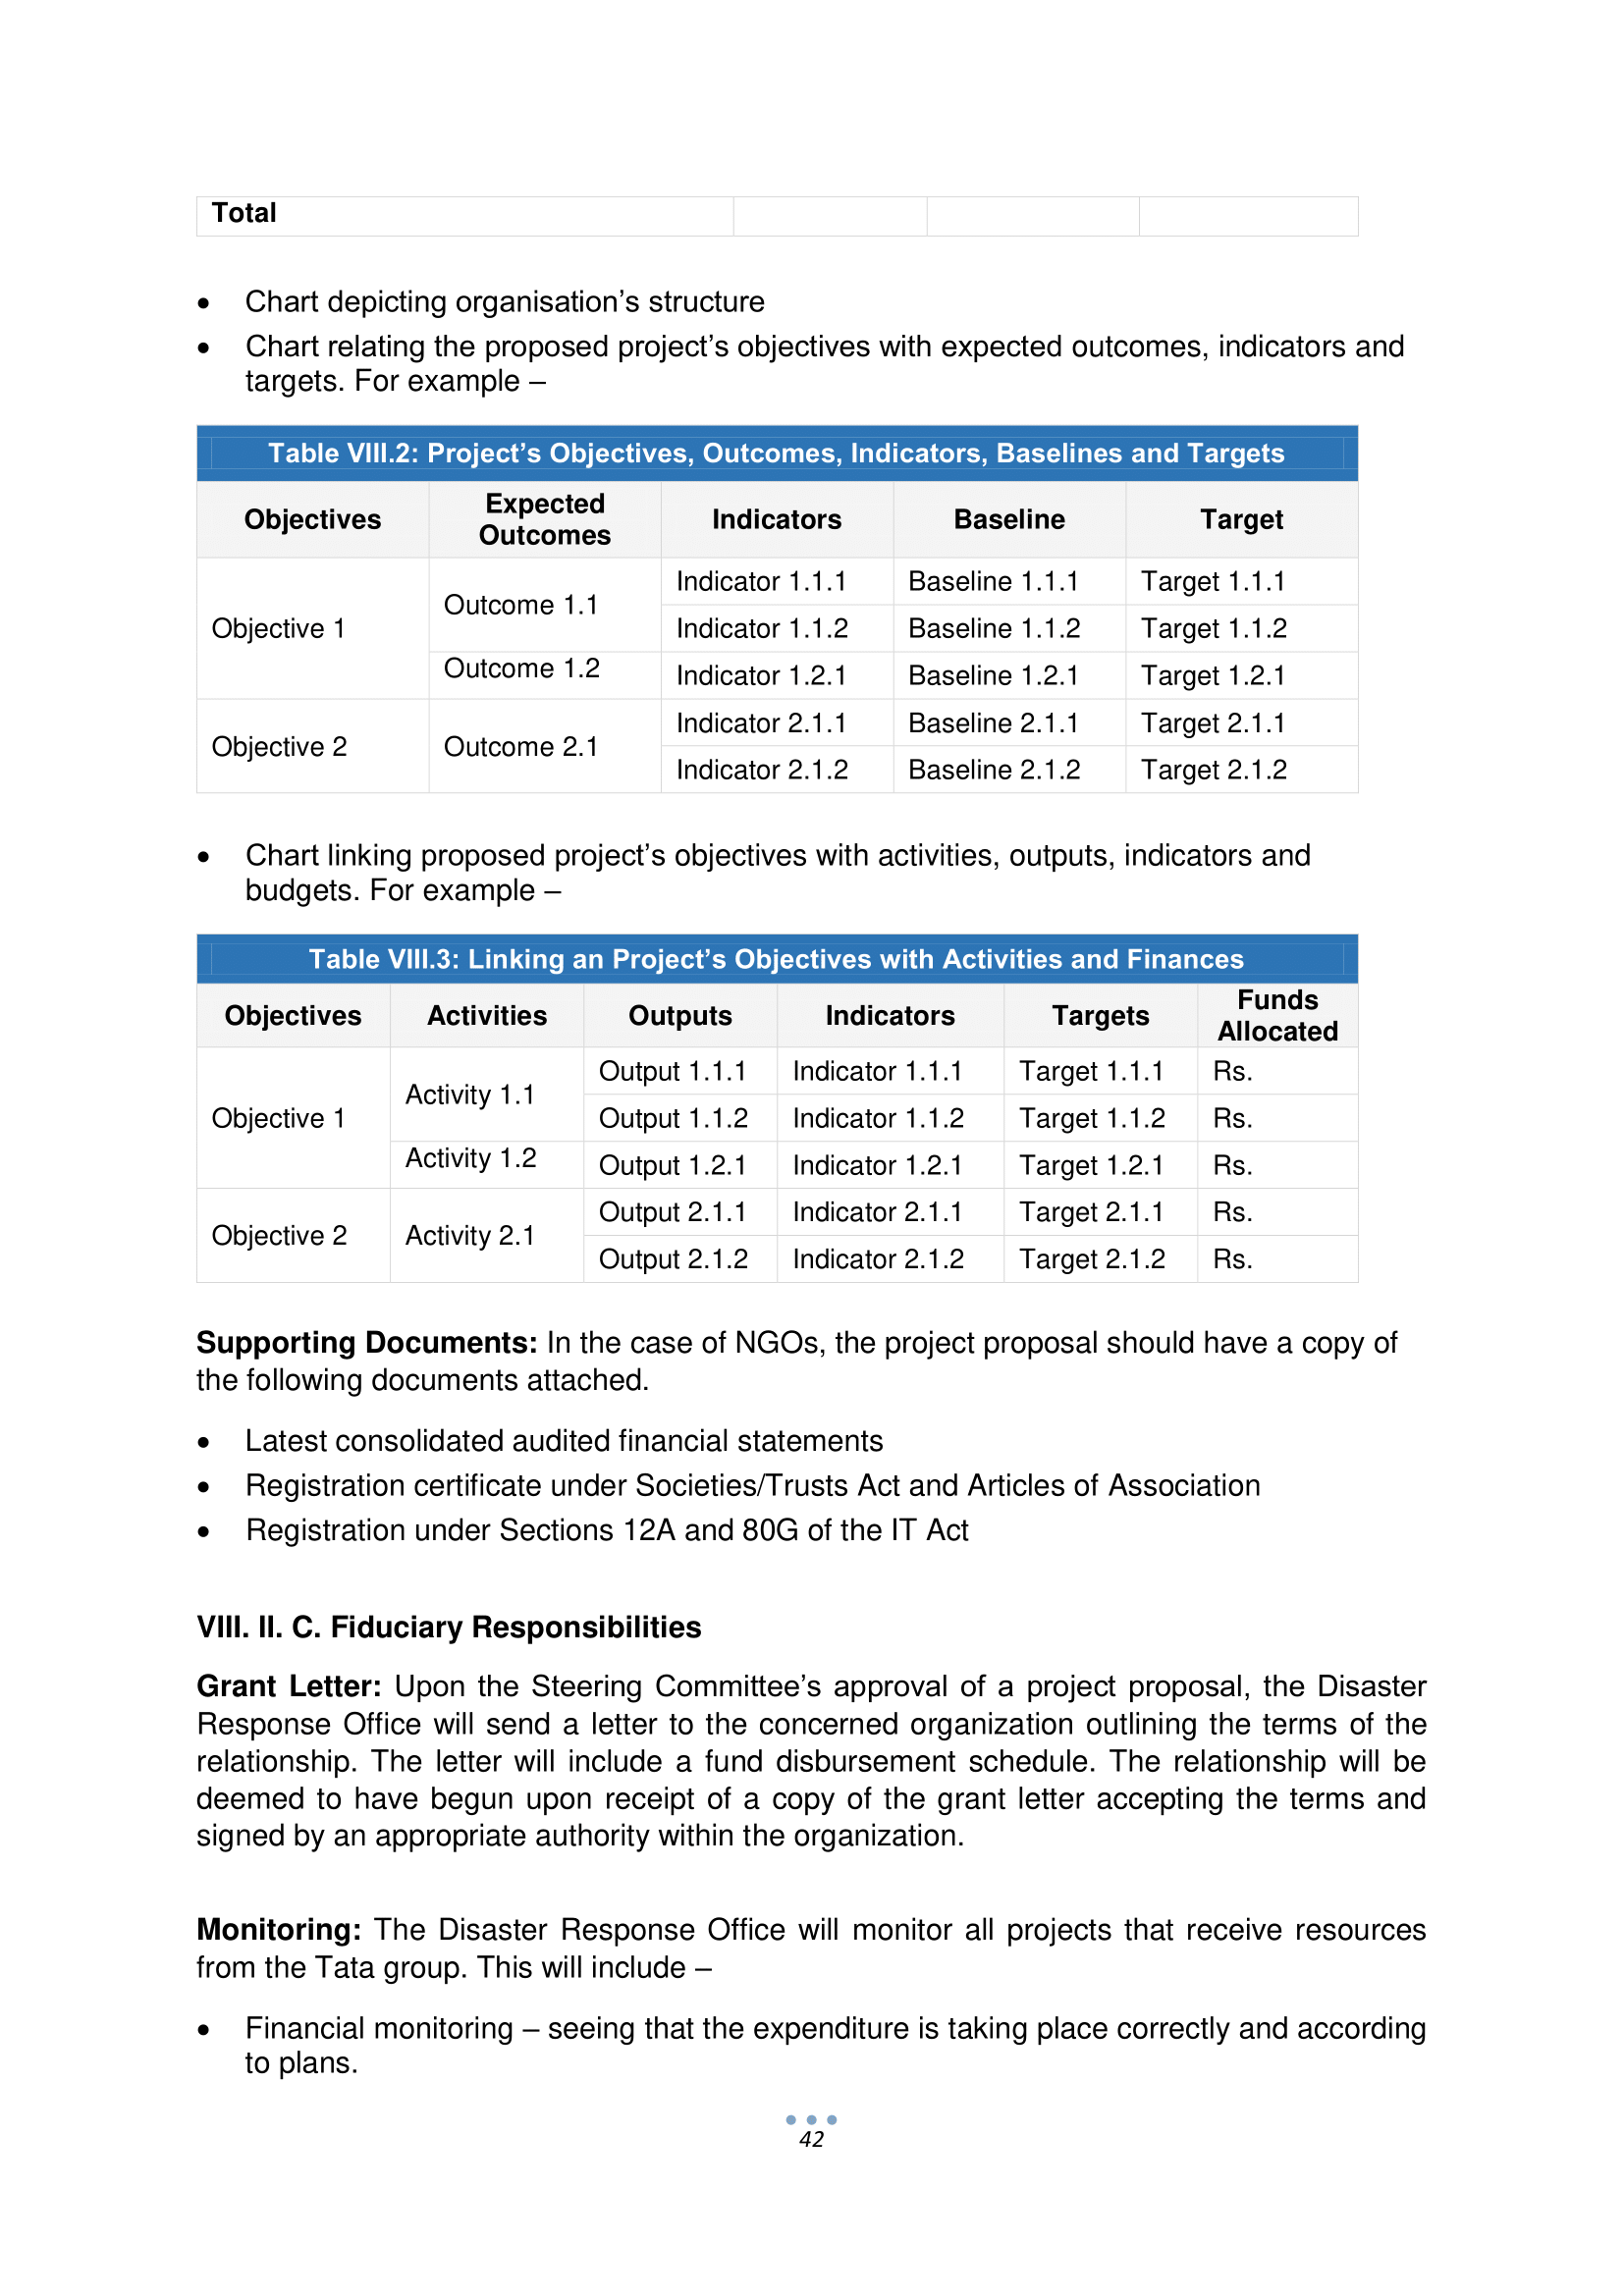 Total
• Chart depicting organisation’s structure
• Chart relating the proposed project’s objectives with expected outcomes, indicators and
targets. For example –
Table VIII.2: Project’s Objectives, Outcomes, Indicators, Baselines and Targets
Objectives Expected Outcomes Indicators Baseline Target
Objective 1 Outcome 1.1 Indicator 1.1.1 Baseline 1.1.1 Target 1.1.1
Indicator 1.1.2 Baseline 1.1.2 Target 1.1.2
Outcome 1.2 Indicator 1.2.1 Baseline 1.2.1 Target 1.2.1
Objective 2 Outcome 2.1 Indicator 2.1.1 Baseline 2.1.1 Target 2.1.1
Indicator 2.1.2 Baseline 2.1.2 Target 2.1.2
• Chart linking proposed project’s objectives with activities, outputs, indicators and
budgets. For example –
Table VIII.3: Linking an Project’s Objectives with Activities and Finances
Objectives Activities Outputs Indicators Targets Funds Allocated
Objective 1 Activity 1.1 Output 1.1.1 Indicator 1.1.1 Target 1.1.1 Rs.
Output 1.1.2 Indicator 1.1.2 Target 1.1.2 Rs.
Activity 1.2 Output 1.2.1 Indicator 1.2.1 Target 1.2.1 Rs.
Objective 2 Activity 2.1 Output 2.1.1 Indicator 2.1.1 Target 2.1.1 Rs.
Output 2.1.2 Indicator 2.1.2 Target 2.1.2 Rs.
Supporting Documents: In the case of NGOs, the project proposal should have a copy of
the following documents attached.
• Latest consolidated audited financial statements
• Registration certificate under Societies/Trusts Act and Articles of Association
• Registration under Sections 12A and 80G of the IT Act
VIII. II. C. Fiduciary Responsibilities
Grant Letter: Upon the Steering Committee’s approval of a project proposal, the Disaster
Response Office will send a letter to the concerned organization outlining the terms of the
relationship. The letter will include a fund disbursement schedule. The relationship will be
deemed to have begun upon receipt of a copy of the grant letter accepting the terms and
signed by an appropriate authority within the organization.
Monitoring: The Disaster Response Office will monitor all projects that receive resources
from the Tata group. This will include –
• Financial monitoring – seeing that the expenditure is taking place correctly and according
to plans.
42